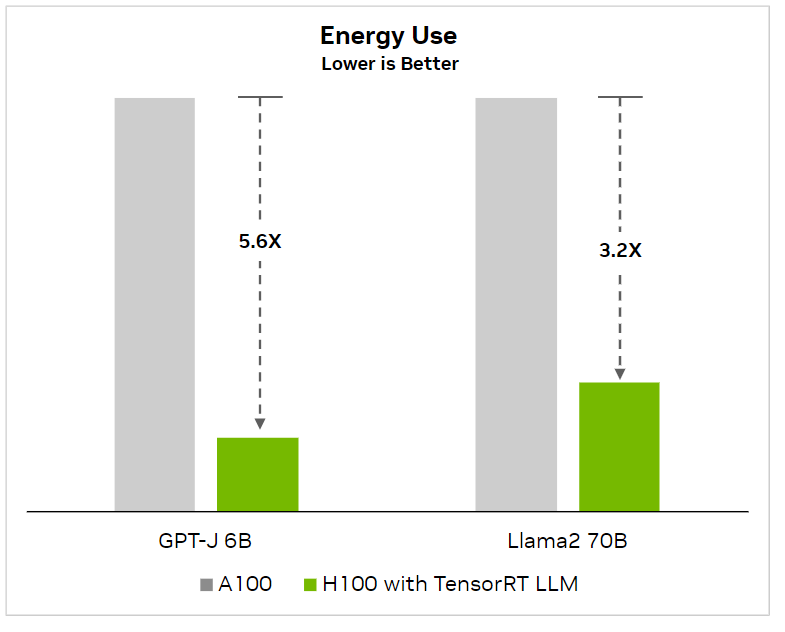 Energy Use
Lower is Better
5.6X
3.2X
GPT-J 6B
Llama2 70B
A100
H100 with TensorRT LLM